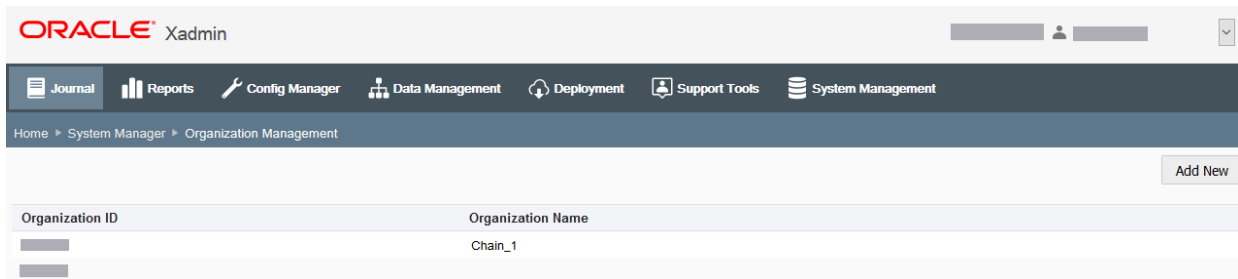 ORACLE Xadmin
Journal Reports Config Manager Data Management Deployment Support Tools System Management
Home System Manager Organization Management
Add New
Organization ID Organization Name
Chain_1